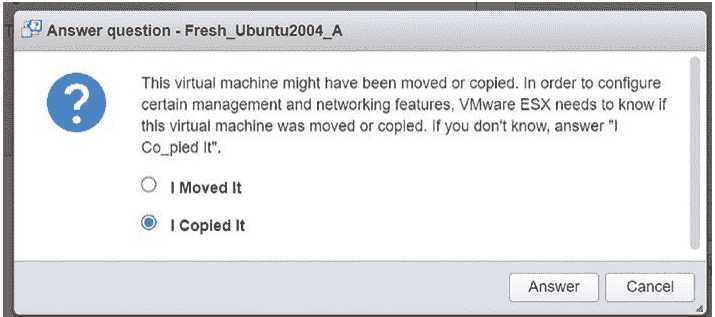 Answer question - Fresh_Ubuntu2004_A
This virtual machine might have been moved or copied. In order to configure
certain management and networking features, VMware ESX needs to know if
this virtual machine was moved or copied. If you don't know, answer "I
Co_pied It".
I Moved It
I Copled It
Answer
Cancel